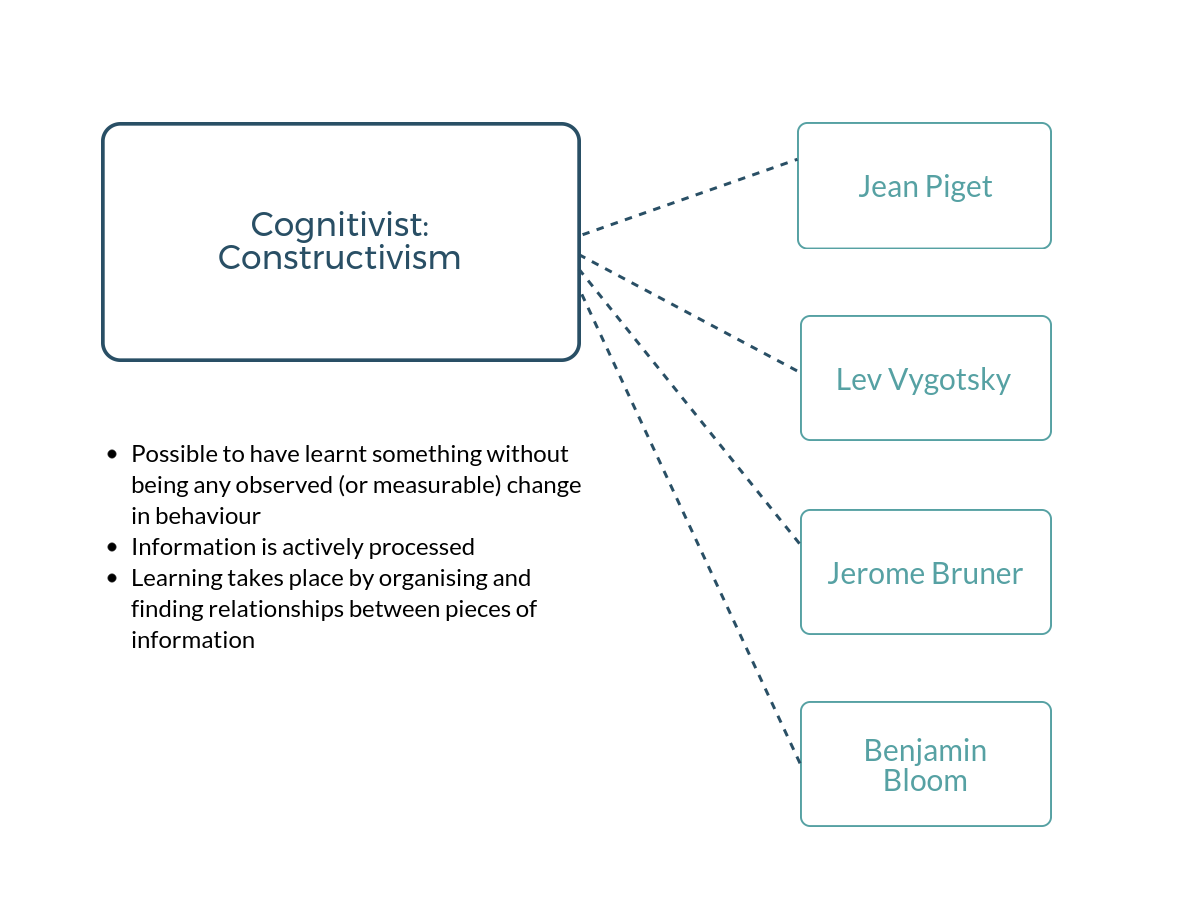 Cognitivist:
Constructivism
Jean Piget
Lev Vygotsky
Jerome Bruner
Benjamin
Bloom
• Possible to have learnt something without
being any observed (or measurable) change
in behaviour
• Information is actively processed
• Learning takes place by organising and
finding relationships between pieces of
information